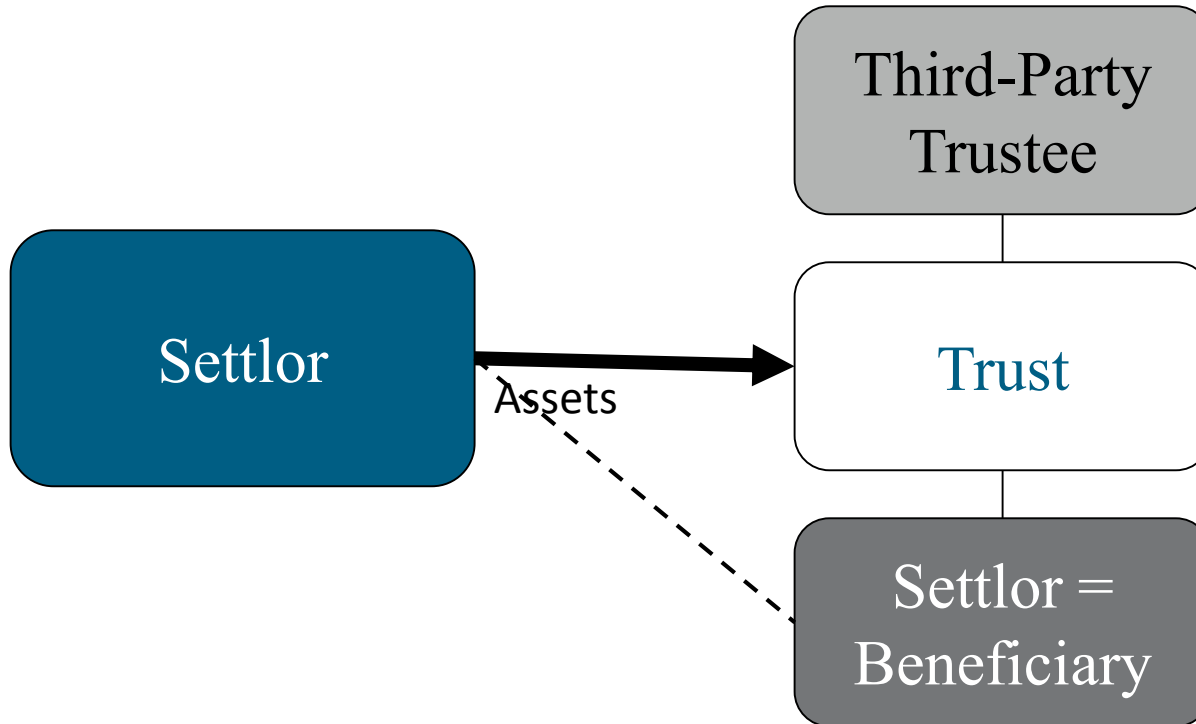 Third-Party
Trustee
Settlor
Assets
Trust
Settlor =
Beneficiary